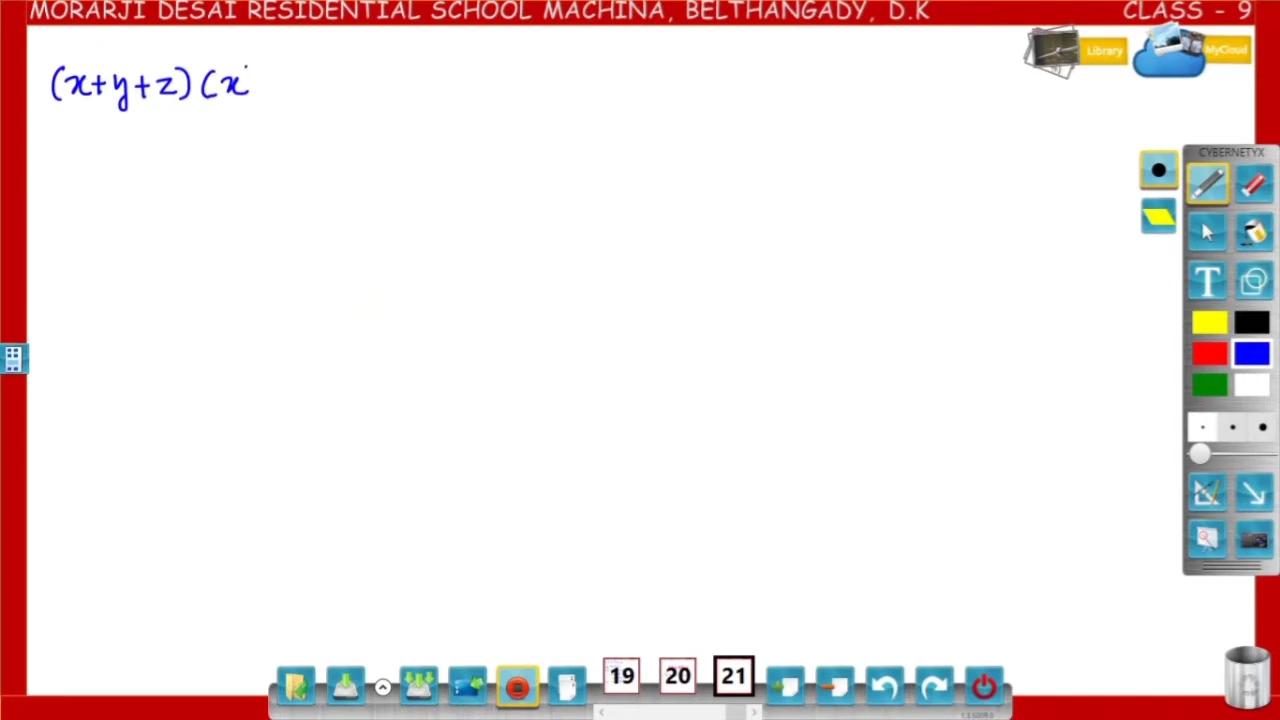 MORARJI DESAI RESIDENTIAL SCHOOL MACHINA, BELTHANGADY, D.K CLASS - 9
Library
MyCloud
(x+y+z)(x
CYBERNETYX
T
19 20 21